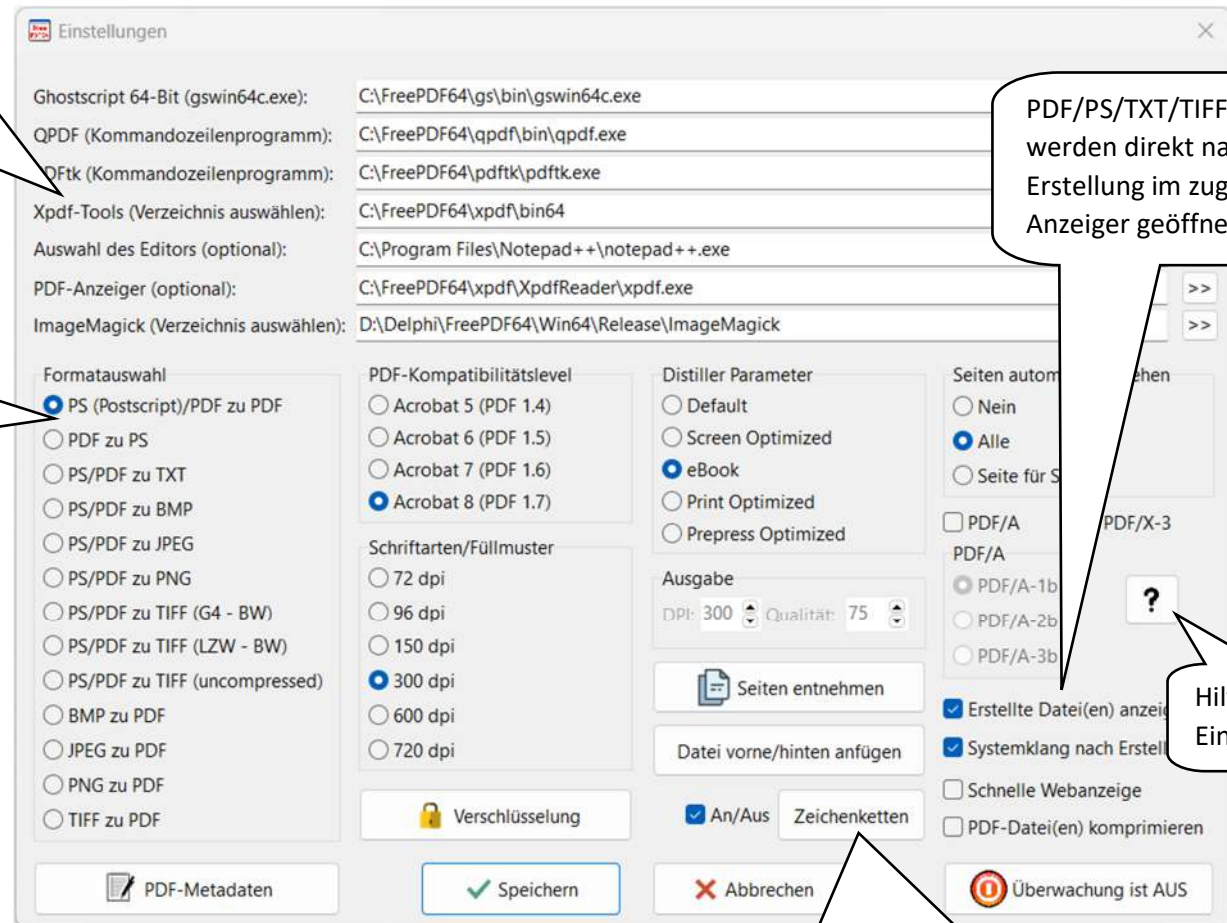 Einstellungen
Ghostscript 64-Bit (gswin64c.exe): C:\FreePDF64\gs\bin\gswin64c.exe
QPDF (Kommandozeilenprogramm): C:\FreePDF64\qpdf\bin\qpdf.exe
DFtk (Kommandozeilenprogramm): C:\FreePDF64\pdftk\pdftk.exe
Xpdf-Tools (Verzeichnis auswählen): C:\FreePDF64\xpdf\bin64
Auswahl des Editors (optional): C:\Program Files\Notepad++\notepad++.exe
PDF-Anzeiger (optional): C:\FreePDF64\xpdf\XpdfReader\xpdf.exe >>
ImageMagick (Verzeichnis auswählen): D:\Delphi\FreePDF64\Win64\Release\ImageMagick >>
PDF/PS/TXT/TIFF
werden direkt na
Erstellung im zug
Anzeiger geöffne
Formatauswahl
PS (Postscript)/PDF zu PDF
PDF zu PS
PS/PDF zu TXT
PS/PDF zu BMP
PS/PDF zu JPEG
PS/PDF zu PNG
PS/PDF zu TIFF (G4 - BW)
PS/PDF zu TIFF (LZW - BW)
PS/PDF zu TIFF (uncompressed)
BMP zu PDF
JPEG zu PDF
PNG zu PDF
TIFF zu PDF
PDF-Kompatibilitätslevel
Acrobat 5 (PDF 1.4)
Acrobat 6 (PDF 1.5)
Acrobat 7 (PDF 1.6)
Acrobat 8 (PDF 1.7)
Schriftarten/Füllmuster
72 dpi
96 dpi
150 dpi
300 dpi
600 dpi
720 dpi
Verschlüsselung
Distiller Parameter
Default
Screen Optimized
eBook
Print Optimized
Prepress Optimized
Ausgabe
DPI: 300 Qualität: 75
Seiten entnehmen
Datei vorne/hinten anfügen
An/Aus Zeichenketten
Seiten autom ehen
Nein
Alle
Seite für S
PDF/A PDF/X-3
PDF/A
PDF/A-1b
PDF/A-2b
PDF/A-3b
?
Hil
Ein
Erstellte Datei(en) anzeig
Systemklang nach Erstell
Schnelle Webanzeige
PDF-Datei(en) komprimieren
PDF-Metadaten
Speichern
Abbrechen
Überwachung ist AUS